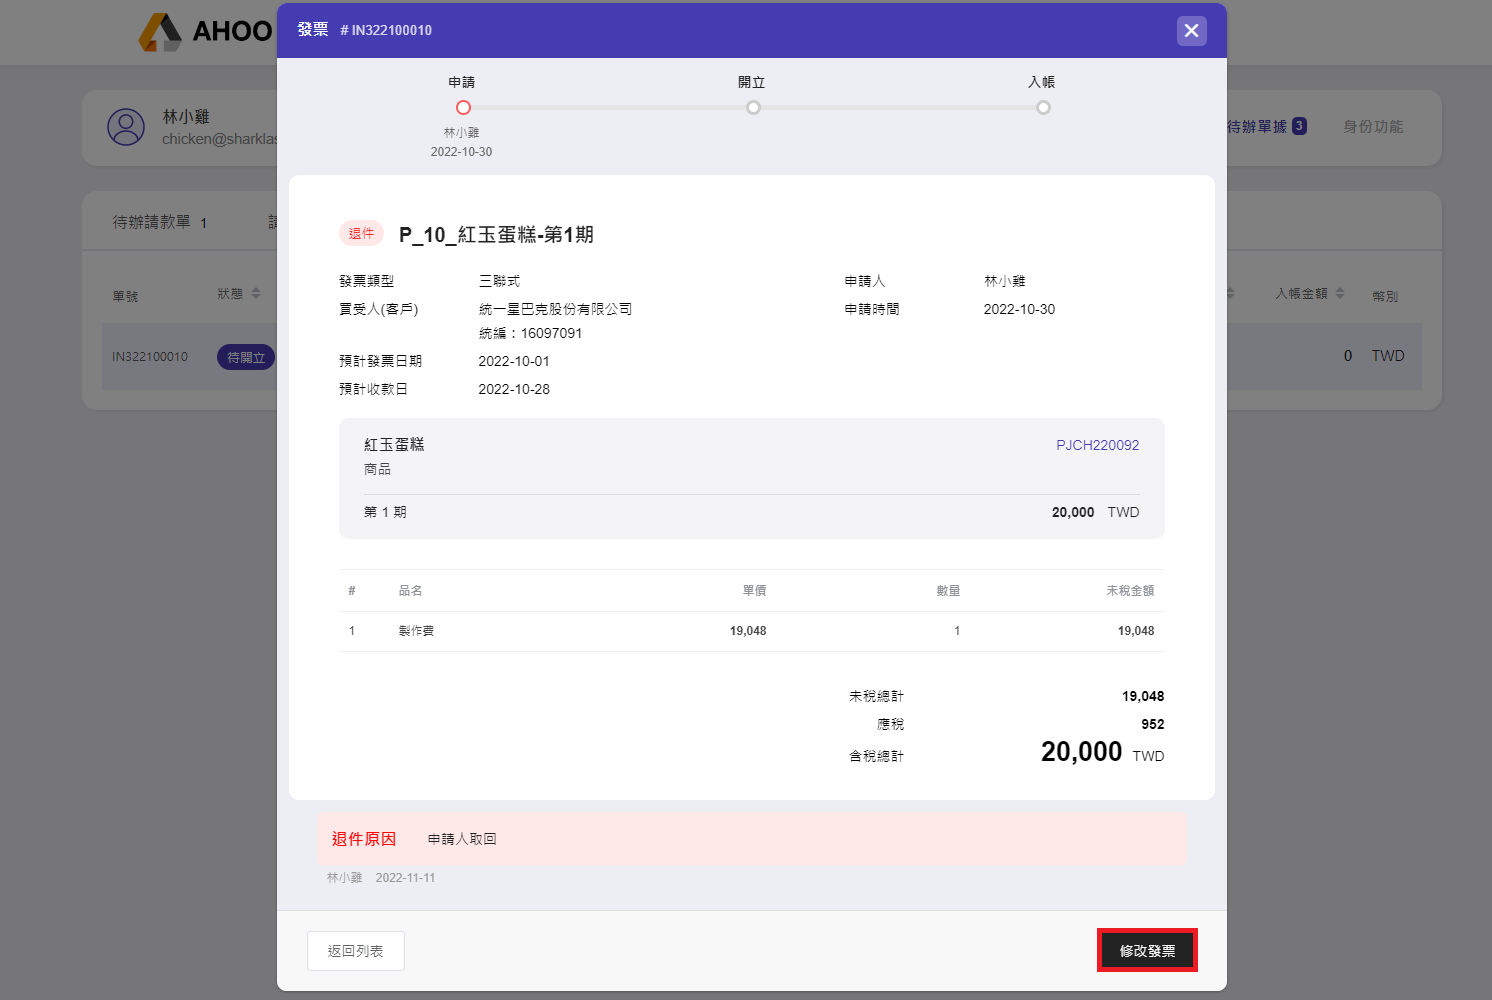 AHOO
發票 # IN322100010
林小雞
chicken@sharklas
待辦單據 3
身份功能
申請
開立
入帳
林小雞
2022-10-30
待辦請款單 1
單號
狀態
入帳金額
幣別
IN322100010
待開立
0
TWD
退件 P_10_紅玉蛋糕-第1期
發票類型 三聯式
申請人 林小雞
買受人(客戶) 統一星巴克股份有限公司
申請時間 2022-10-30
統編：16097091
預計發票日期 2022-10-01
預計收款日 2022-10-28
紅玉蛋糕 PJCH220092
商品
第 1 期 20,000 TWD
# 品名 單價 數量 未稅金額
1 製作費 19,048 1 19,048
未稅總計 19,048
應稅 952
含稅總計 20,000 TWD
退件原因 申請人取回
林小雞 2022-11-11
返回列表
修改發票